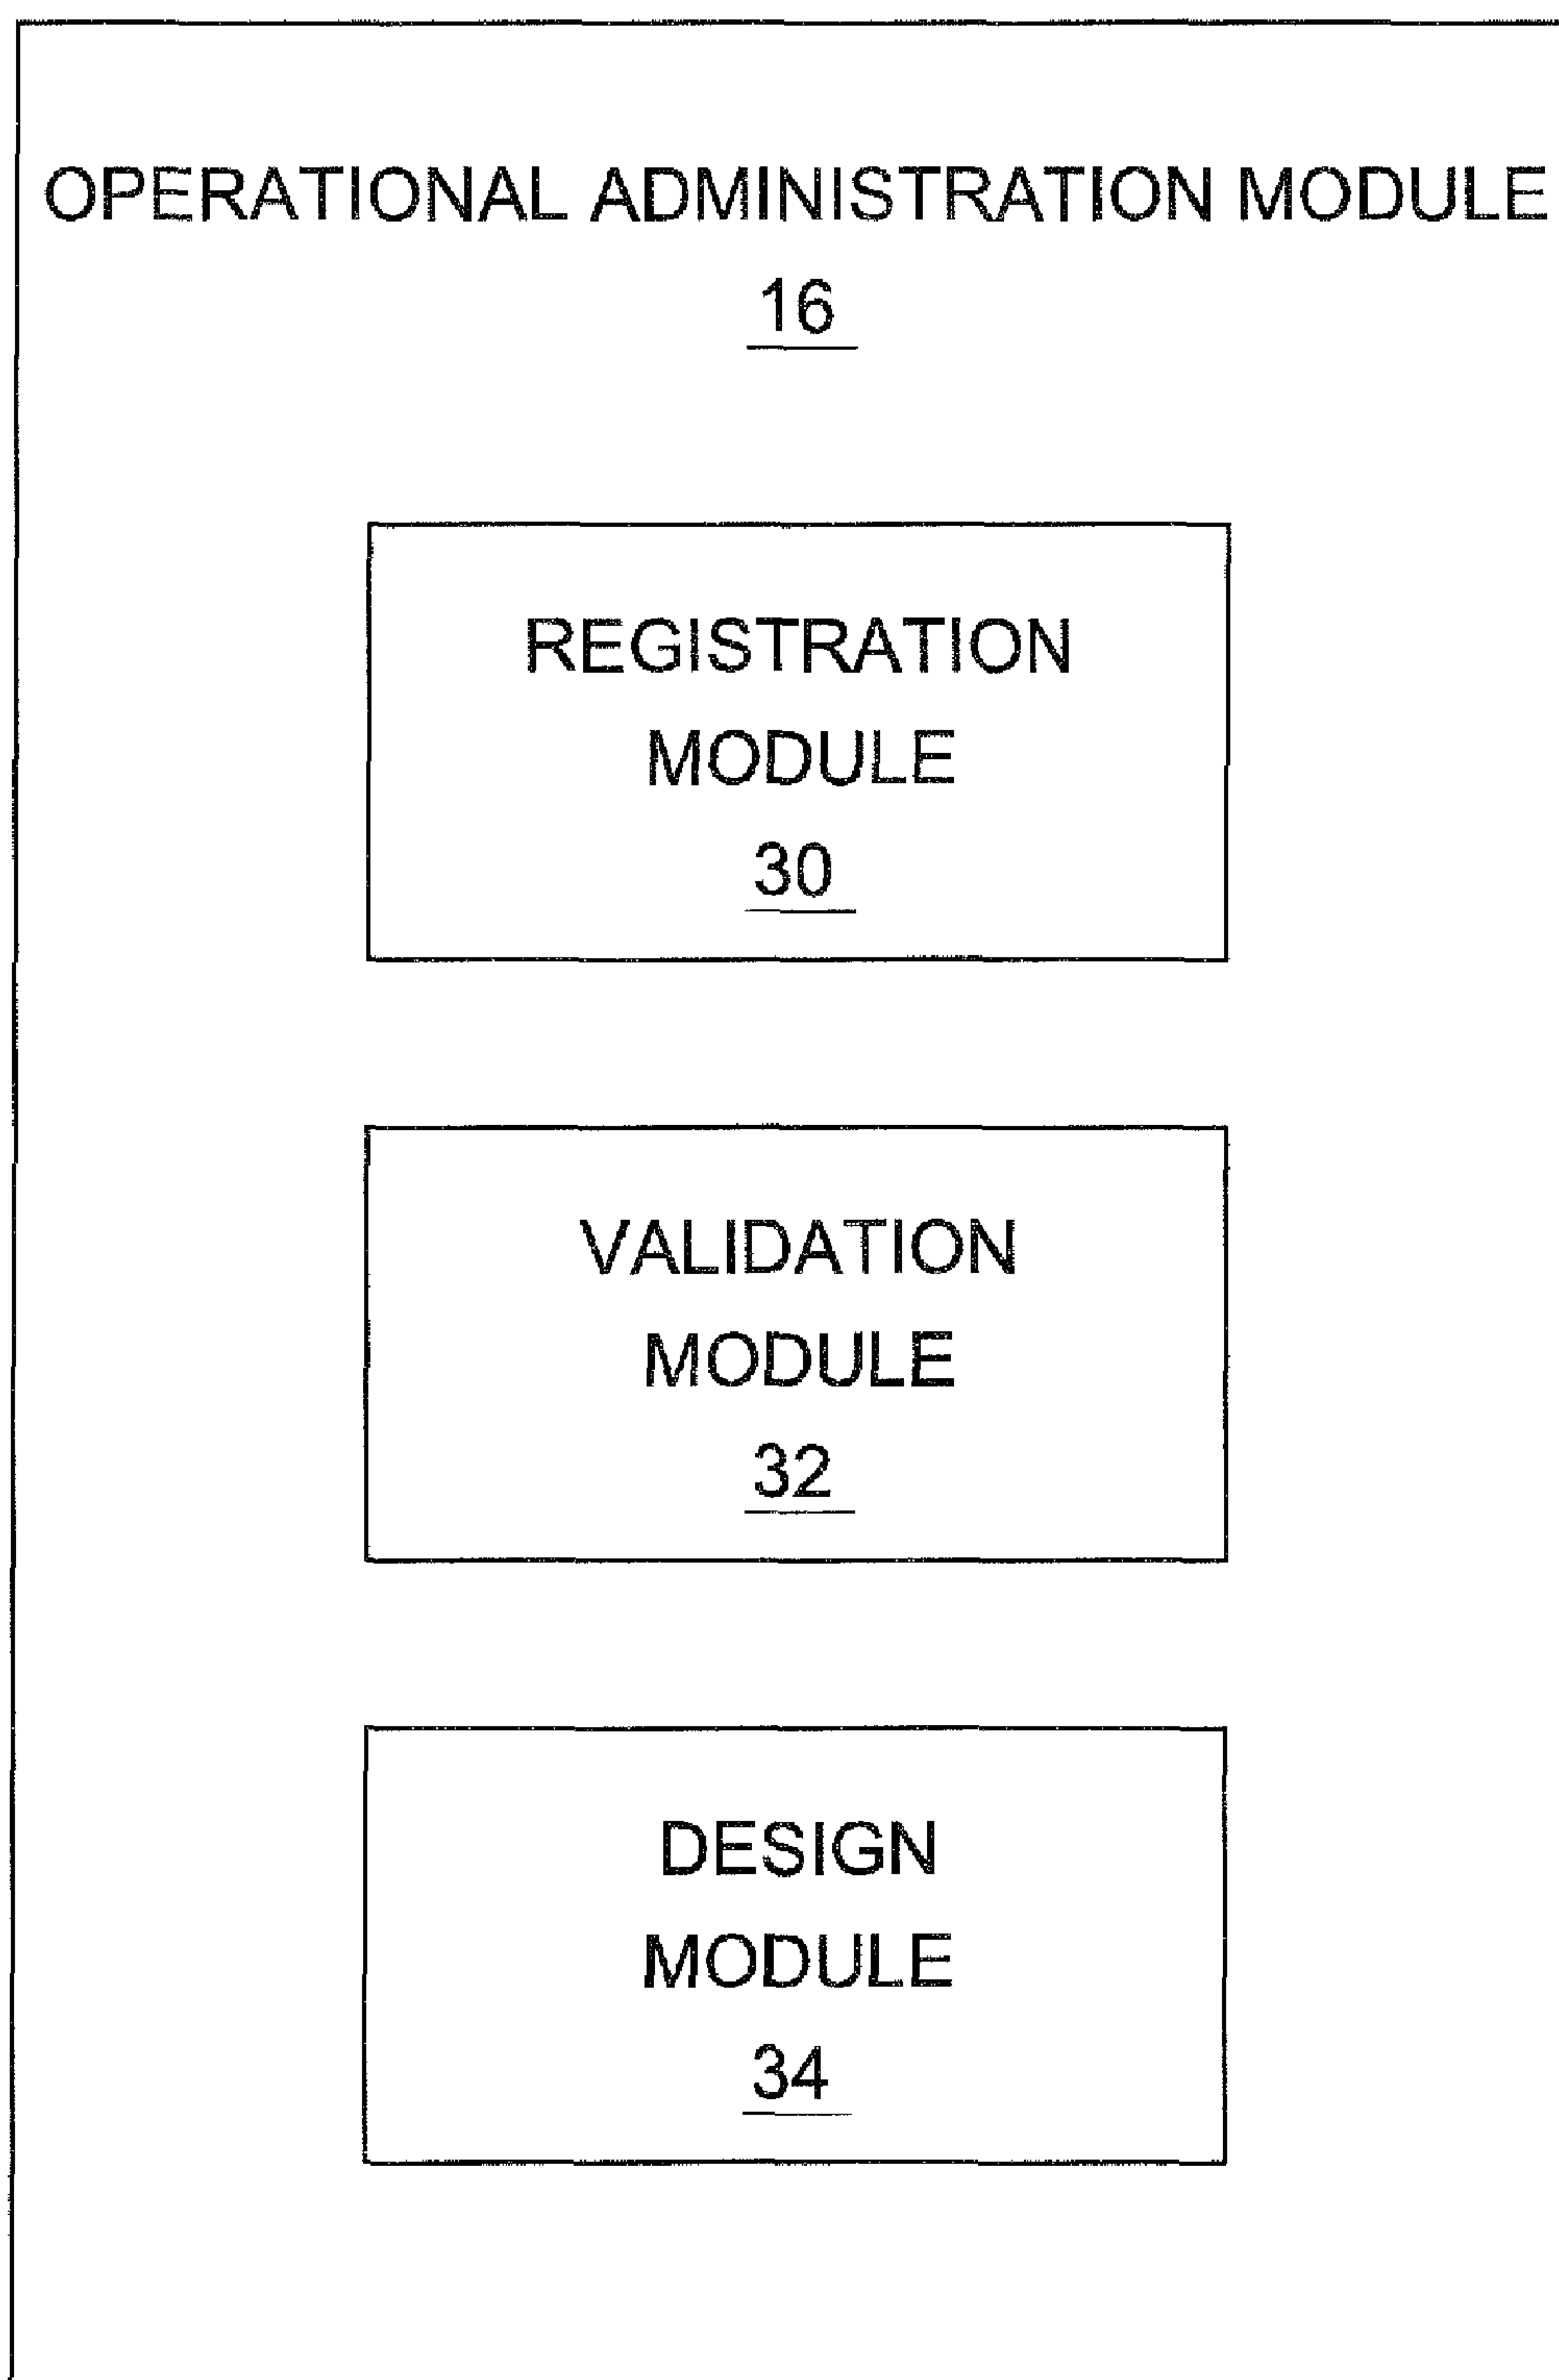 OPERATIONAL ADMINISTRATION MODULE
16
REGISTRATION
MODULE
30
VALIDATION
MODULE
32
DESIGN
MODULE
34